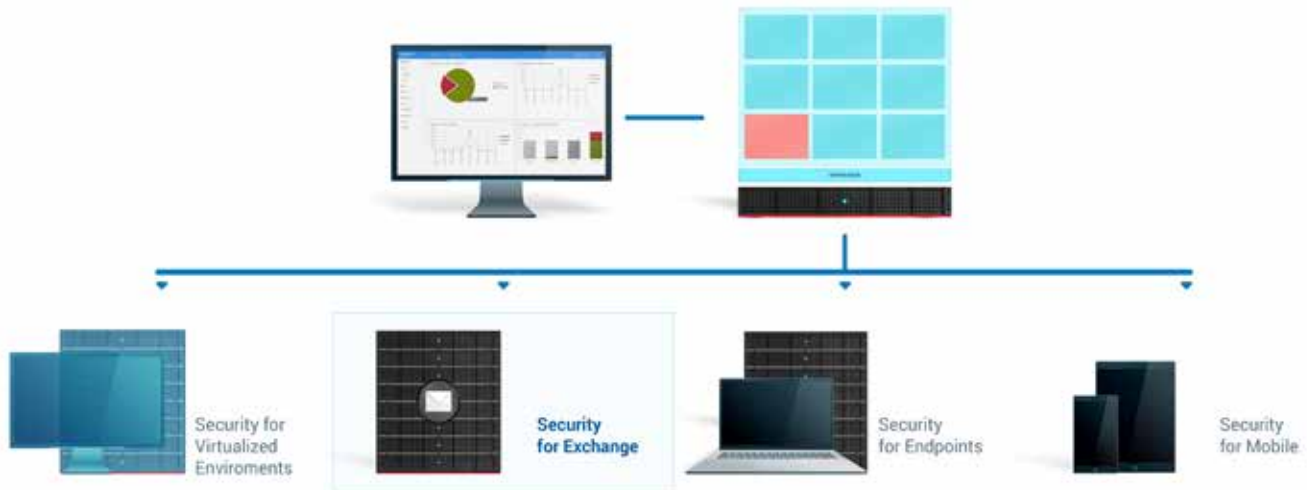 Security for
Virtualized
Enviroments
Security
for Exchange
Security
for Endpoints
Security
for Mobile